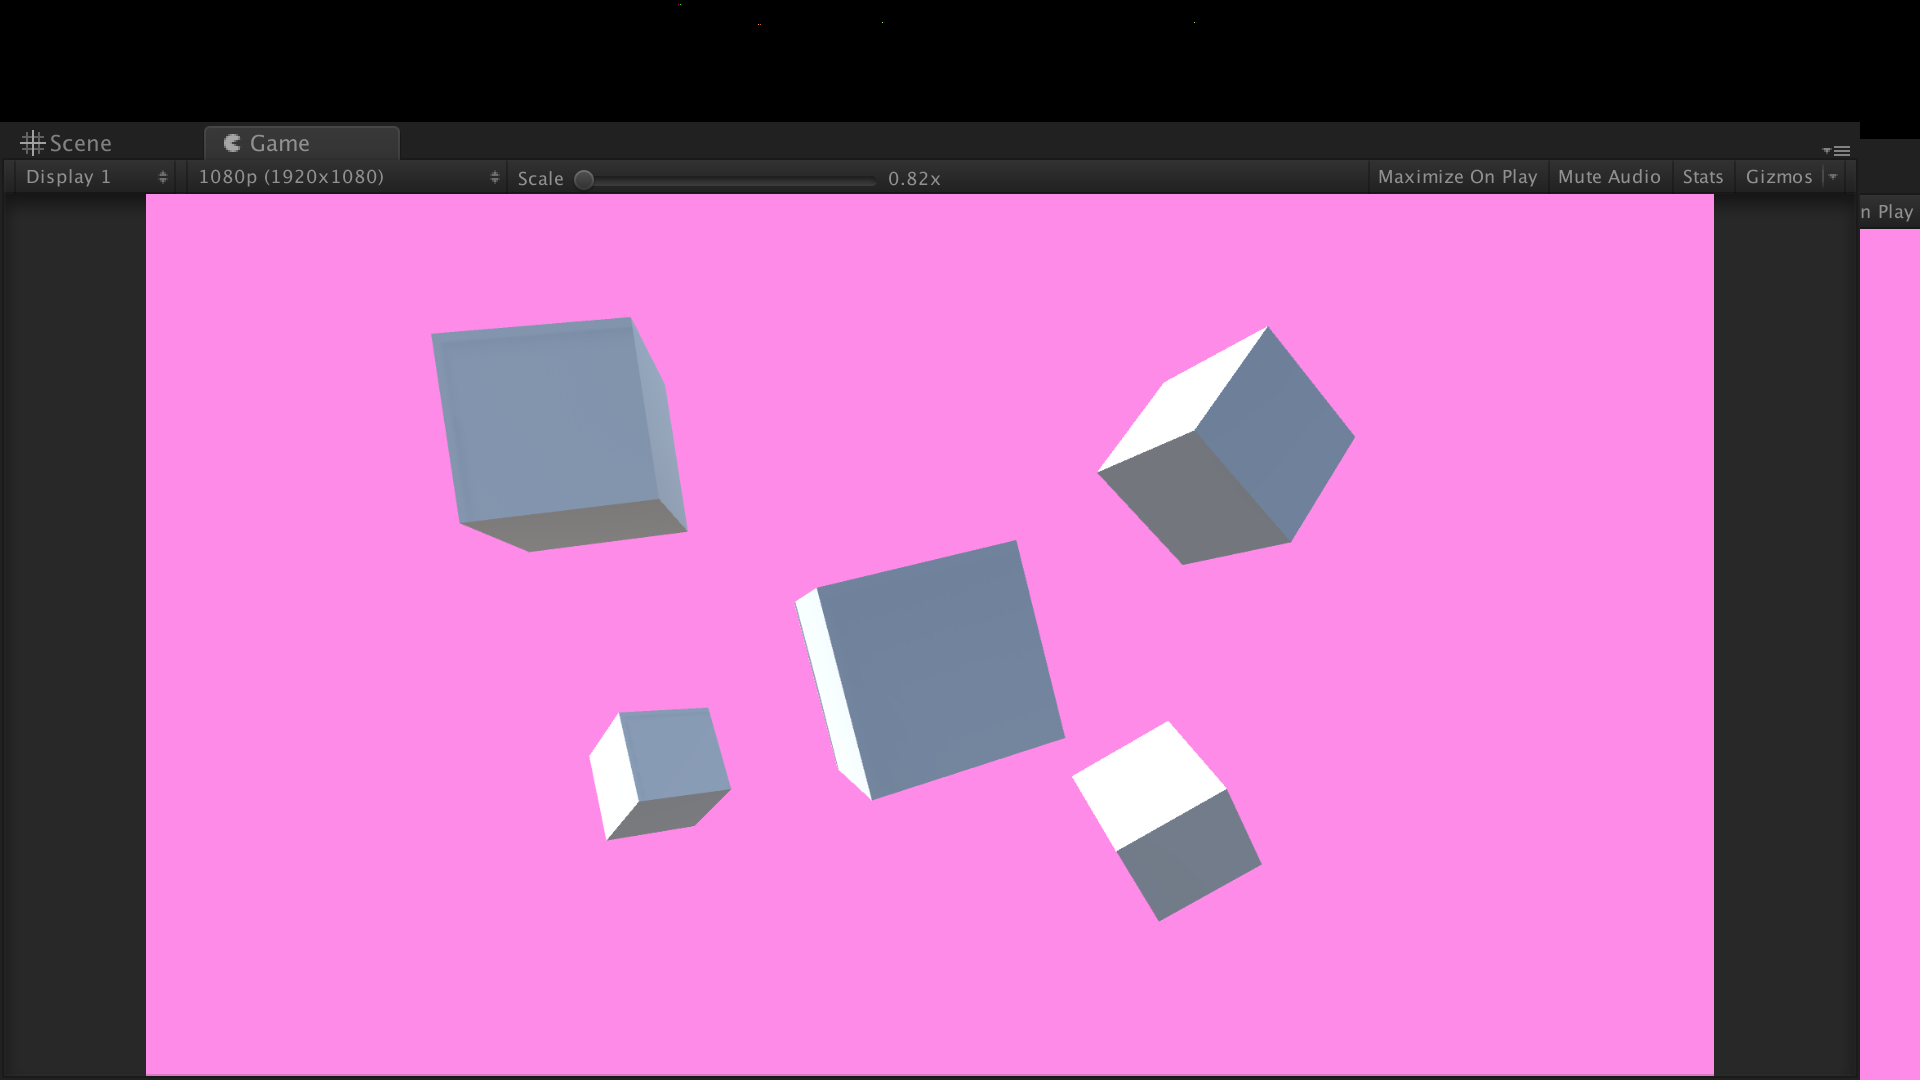 Scene Game
Display 1 1080p (1920x1080) Scale 0.82x Maximize On Play Mute Audio Stats Gizmos
n Play